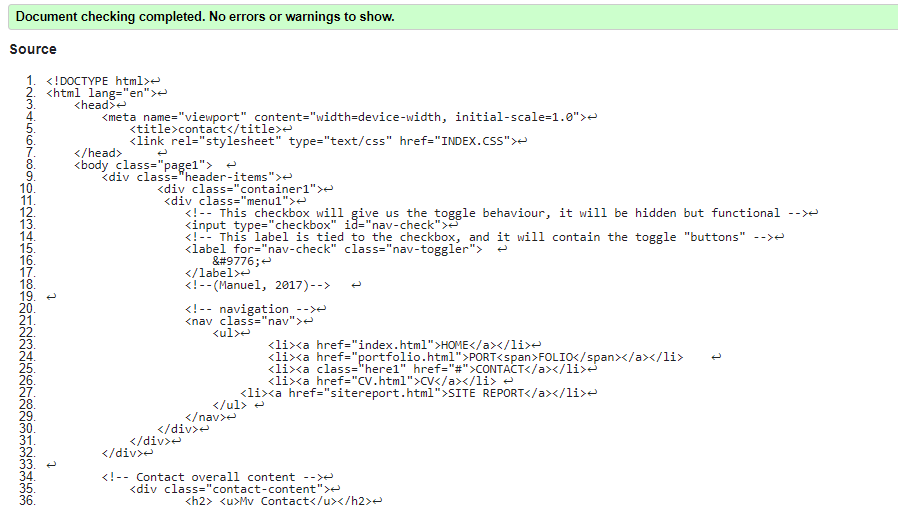 Document checking completed. No errors or warnings to show.
Source
1. <!DOCTYPE html>↩
2. <html lang="en">↩
3. <head>↩
4. <meta name="viewport" content="width=device-width, initial-scale=1.0">↩
5. <title>contact</title>↩
6. <link rel="stylesheet" type="text/css" href="INDEX.CSS">↩
7. </head> ↩
8. <body class="page1"> ↩
9. <div class="header-items">↩
10. <div class="container1">↩
11. <div class="menu1">↩
12. <!-- This checkbox will give us the toggle behaviour, it will be hidden but functional -->↩
13. <input type="checkbox" id="nav-check">↩
14. <!-- This label is tied to the checkbox, and it will contain the toggle "buttons" -->↩
15. <label for="nav-check" class="nav-toggler"> ↩
16. &#9776;↩
17. </label>↩
18. <!--(Manuel, 2017)--> ↩
19. ↩
20. <!-- navigation -->↩
21. <nav class="nav">↩
22. <ul>↩
23. <li><a href="index.html">HOME</a></li>↩
24. <li><a href="portfolio.html">PORT<span>FOLIO</span></a></li> ↩
25. <li><a class="here1" href="#">CONTACT</a></li>↩
26. <li><a href="CV.html">CV</a></li> ↩
27. <li><a href="sitereport.html">SITE REPORT</a></li>↩
28. </ul> ↩
29. </nav>↩
30. </div>↩
31. </div>↩
32. </div>↩
33. ↩
34. <!-- Contact overall content -->↩
35. <div class="contact-content">↩
36. <h2> <u>My Contact</u></h2>↩